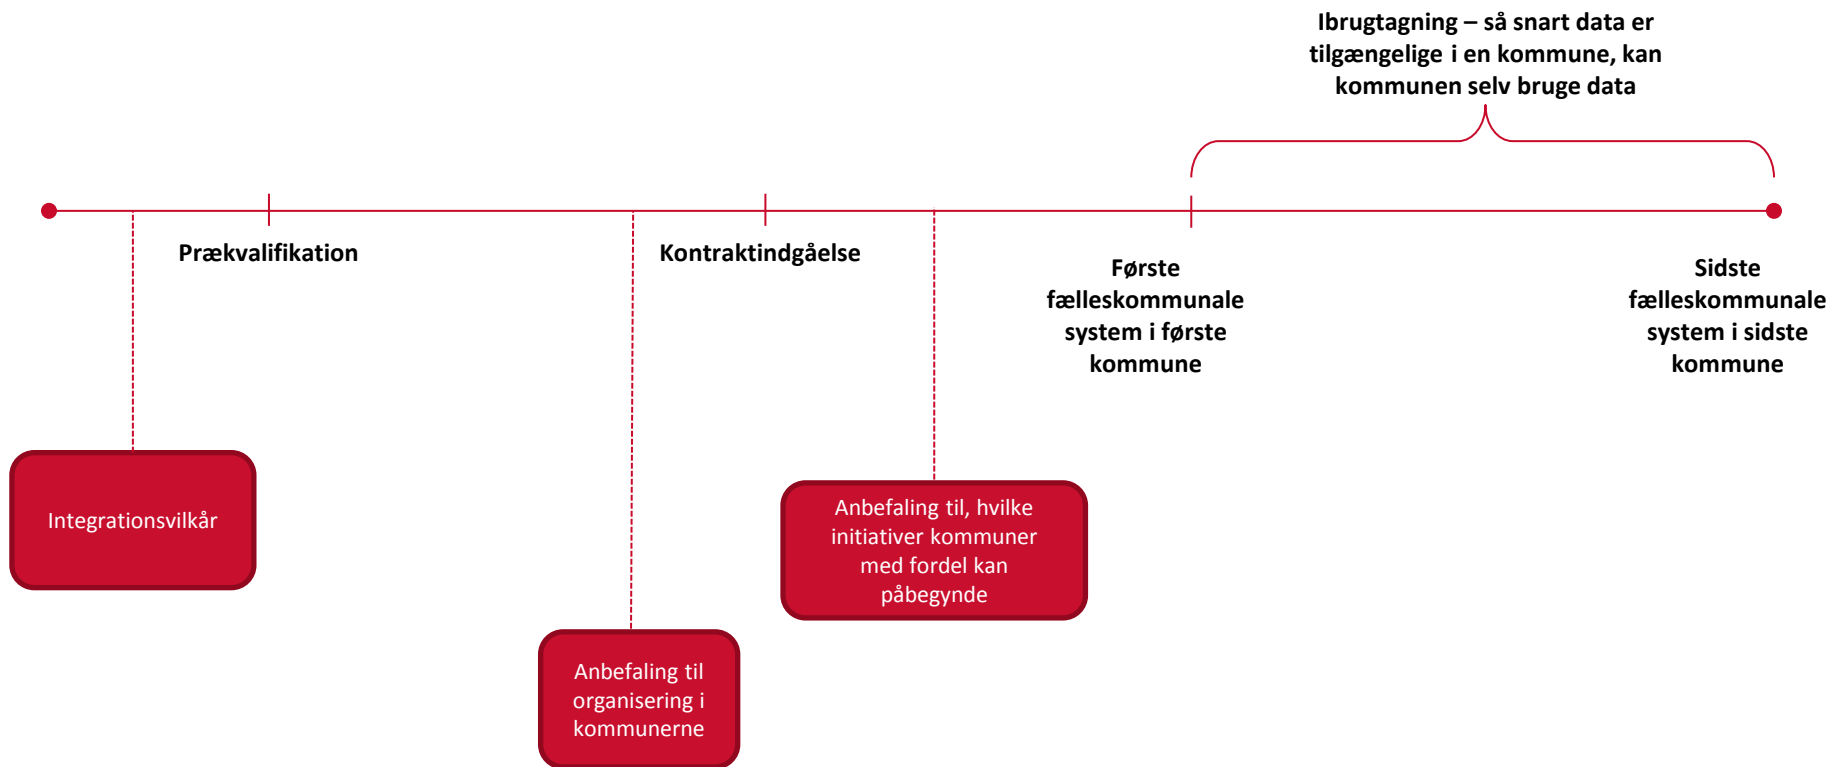 Ibrugtagning – så snart data er
tilgængelige i en kommune, kan
kommunen selv bruge data
Prækvalifikation
Kontraktindgåelse
Første
fælleskommunale
system i første
kommune
Sidste
fælleskommunale
system i sidste
kommune
Integrationsvilkår
Anbefaling til
organisering i
kommunerne
Anbefaling til, hvilke
initiativer kommuner
med fordel kan
påbegynde